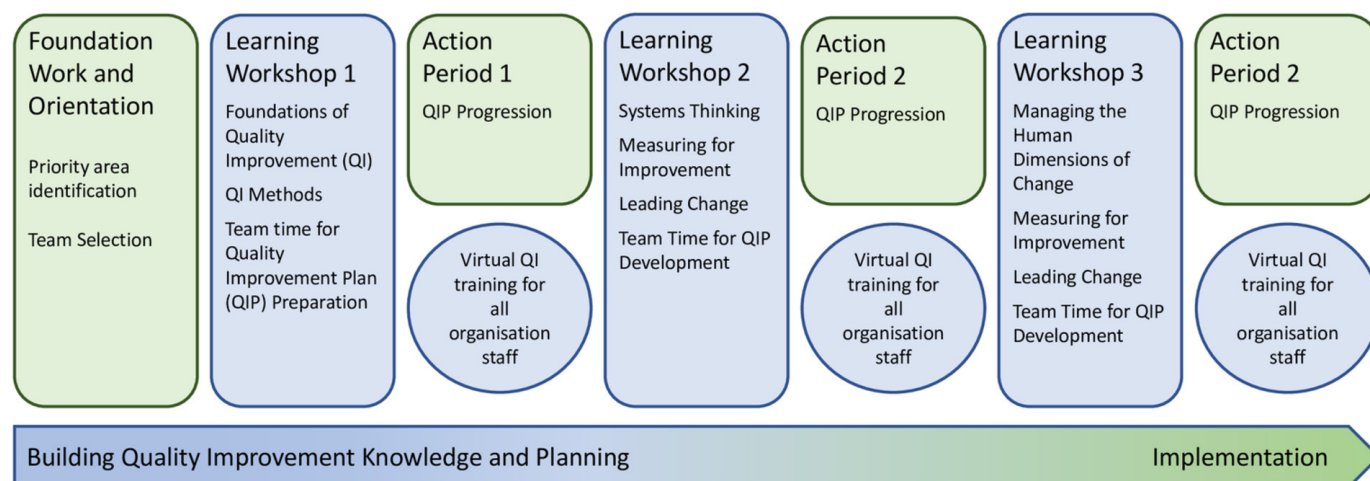 Foundation
Work and
Orientation
Priority area
identification
Team Selection
Learning
Workshop 1
Foundations of
Quality
Improvement (QI)
QI Methods
Team time for
Quality
Improvement Plan
(QIP) Preparation
Action
Period 1
QIP Progression
Virtual QI
training for
all
organisation
staff
Learning
Workshop 2
Systems Thinking
Measuring for
Improvement
Leading Change
Team Time for QIP
Development
Action
Period 2
QIP Progression
Virtual QI
training for
all
organisation
staff
Learning
Workshop 3
Managing the
Human
Dimensions of
Change
Measuring for
Improvement
Leading Change
Team Time for QIP
Development
Action
Period 2
QIP Progression
Virtual QI
training for
all
organisation
staff
Building Quality Improvement Knowledge and Planning
Implementation